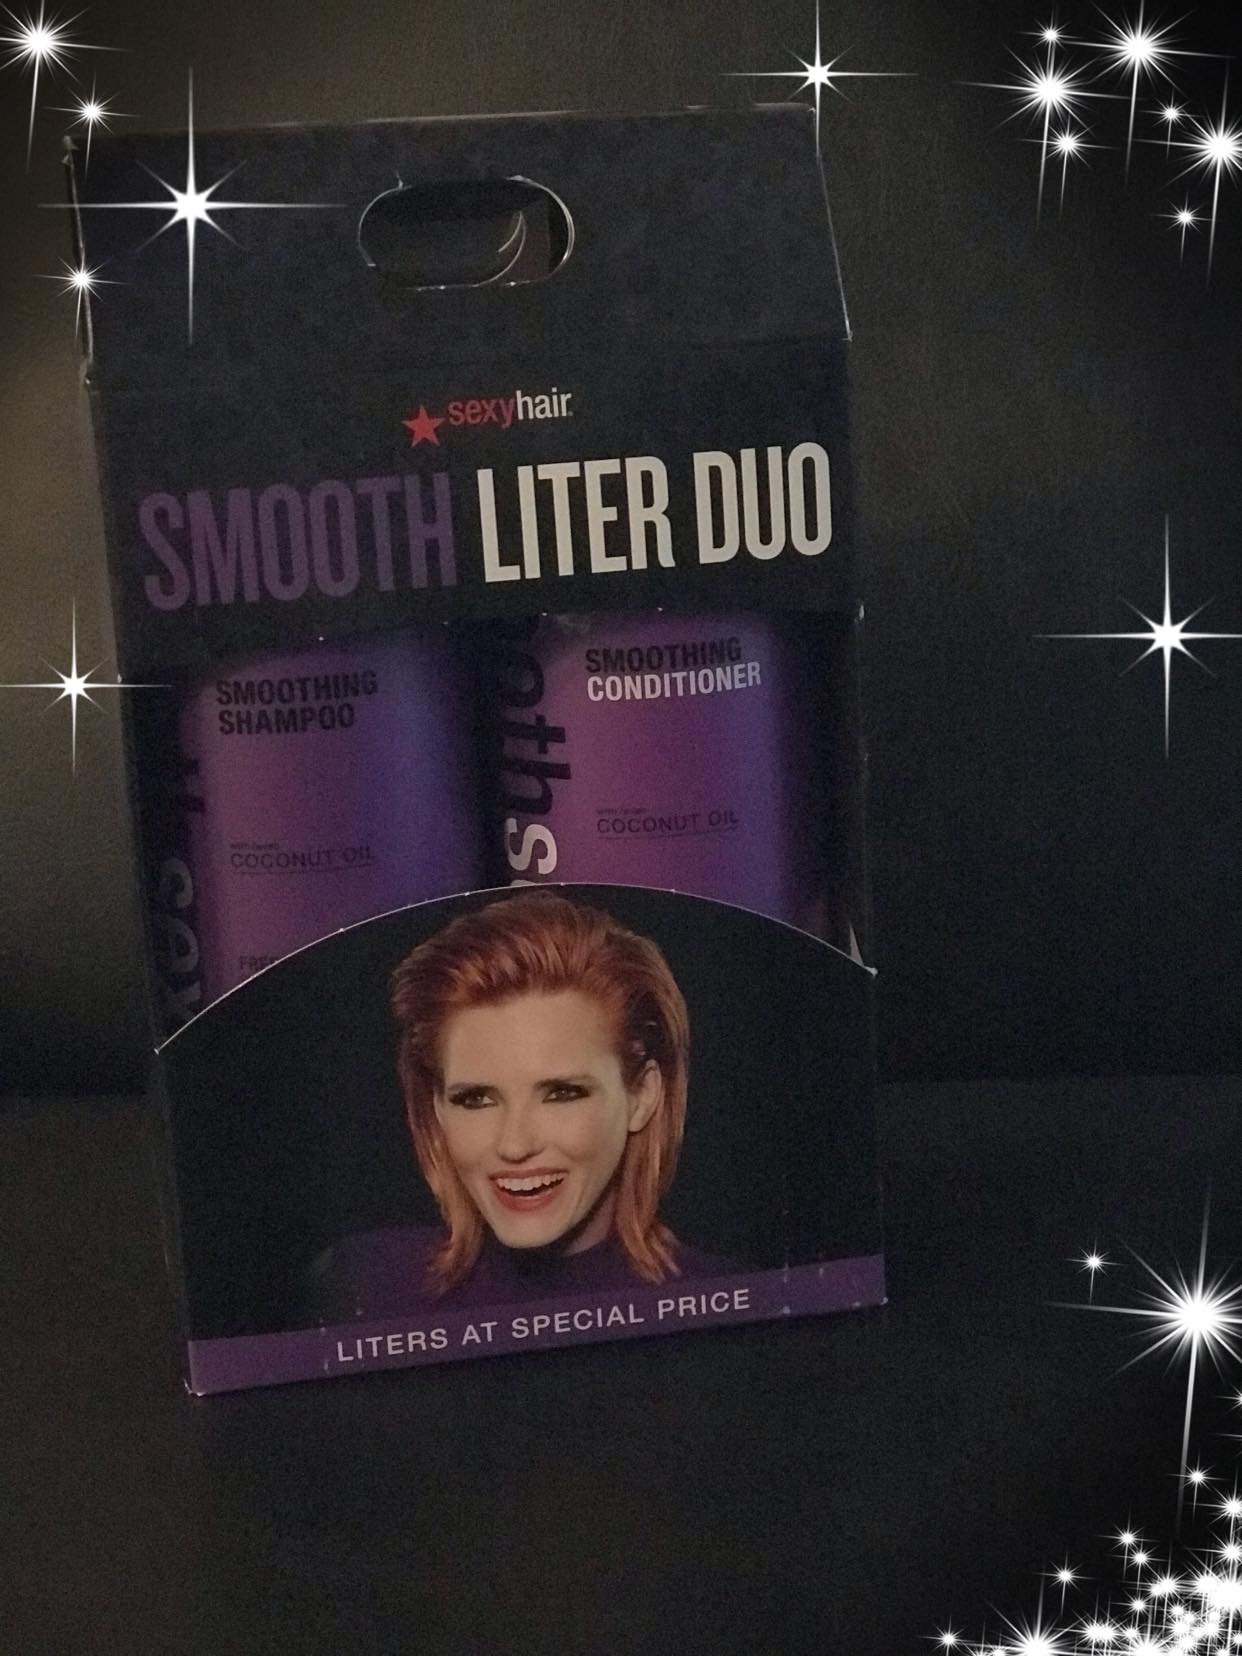 sexyhair
SMOOTH LITER DUO
SMOOTHING
SHAMPOO
COCONUT OIL
SMOOTHING
CONDITIONER
COCONUT OIL
LITERS AT SPECIAL PRICE